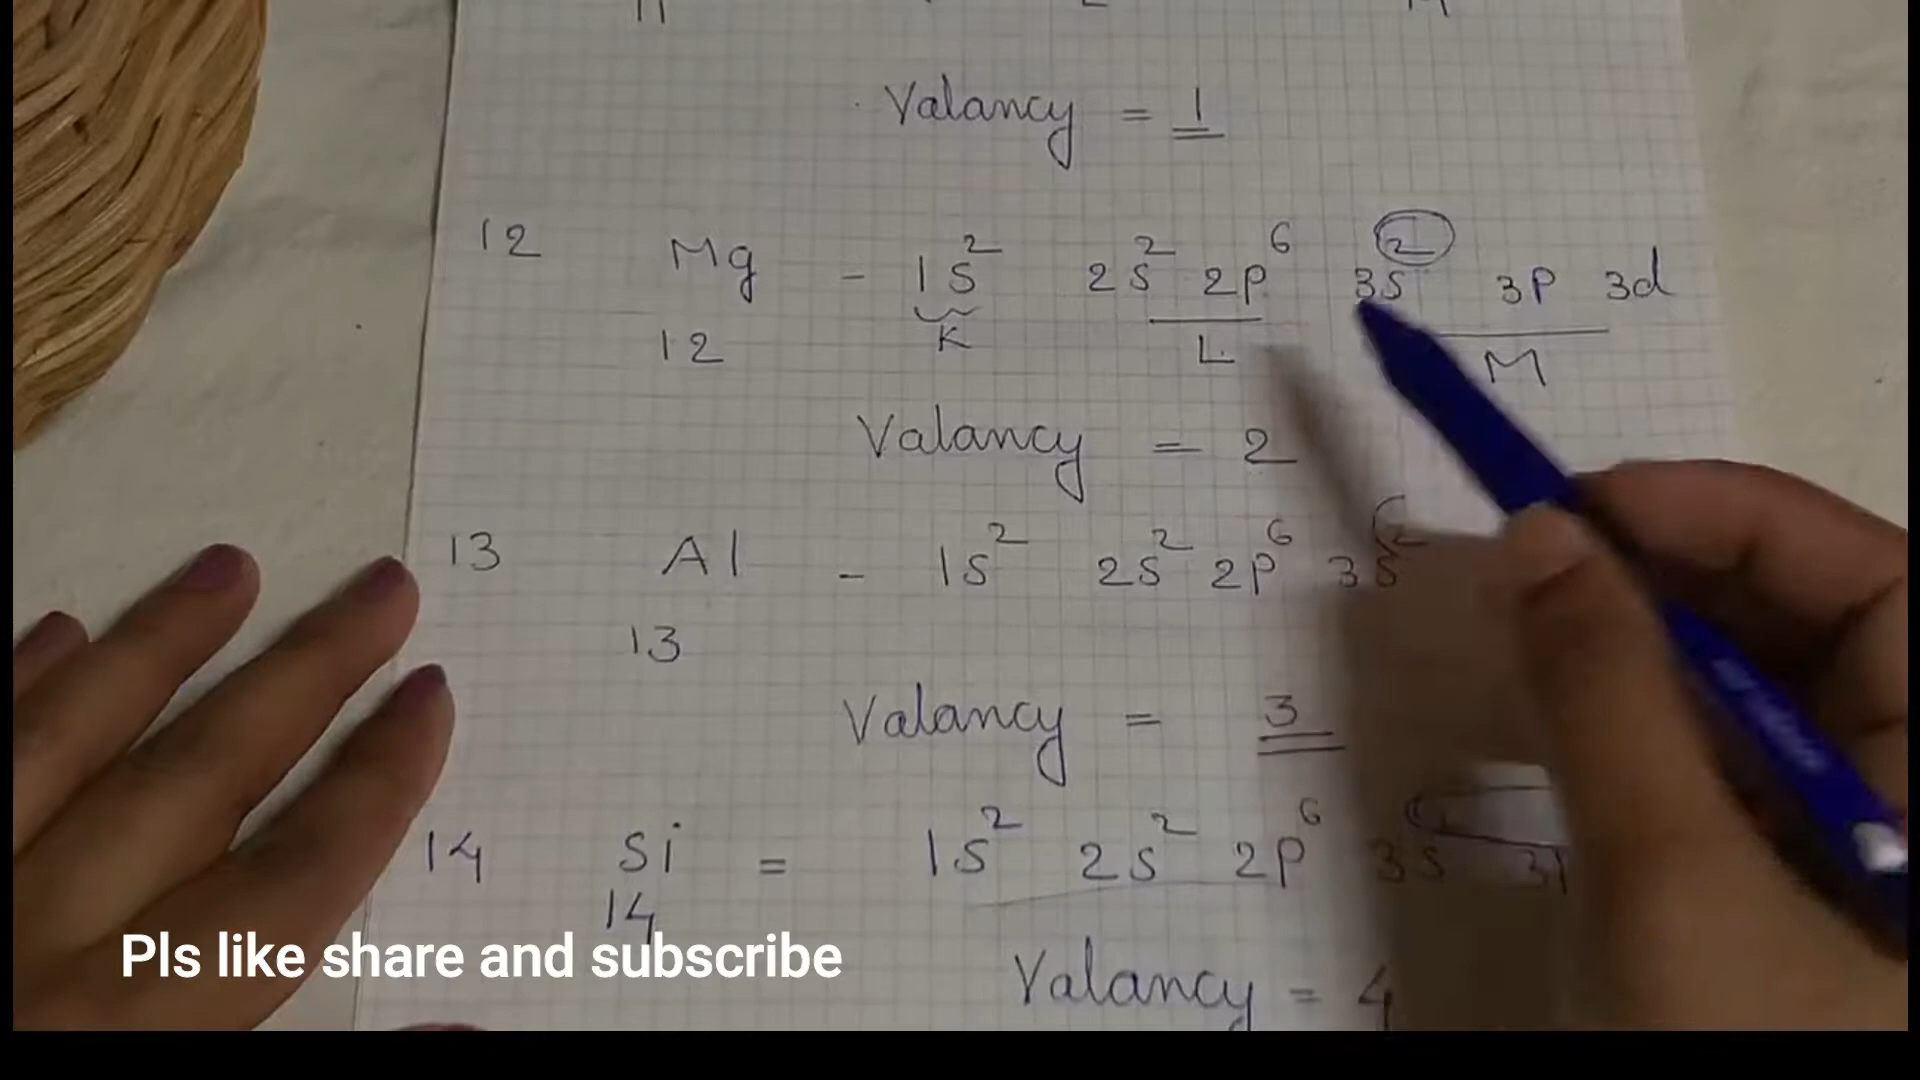 Valancy = 1
12 Mg - 1s² 2s² 2p⁶ 3s² 3p 3d
12 K L M
Valancy = 2
13 Al - 1s² 2s² 2p⁶ 3s²
13
Valancy = 3
14 Si = 1s² 2s² 2p⁶ 3s
14
Pls like share and subscribe
Valancy = 4